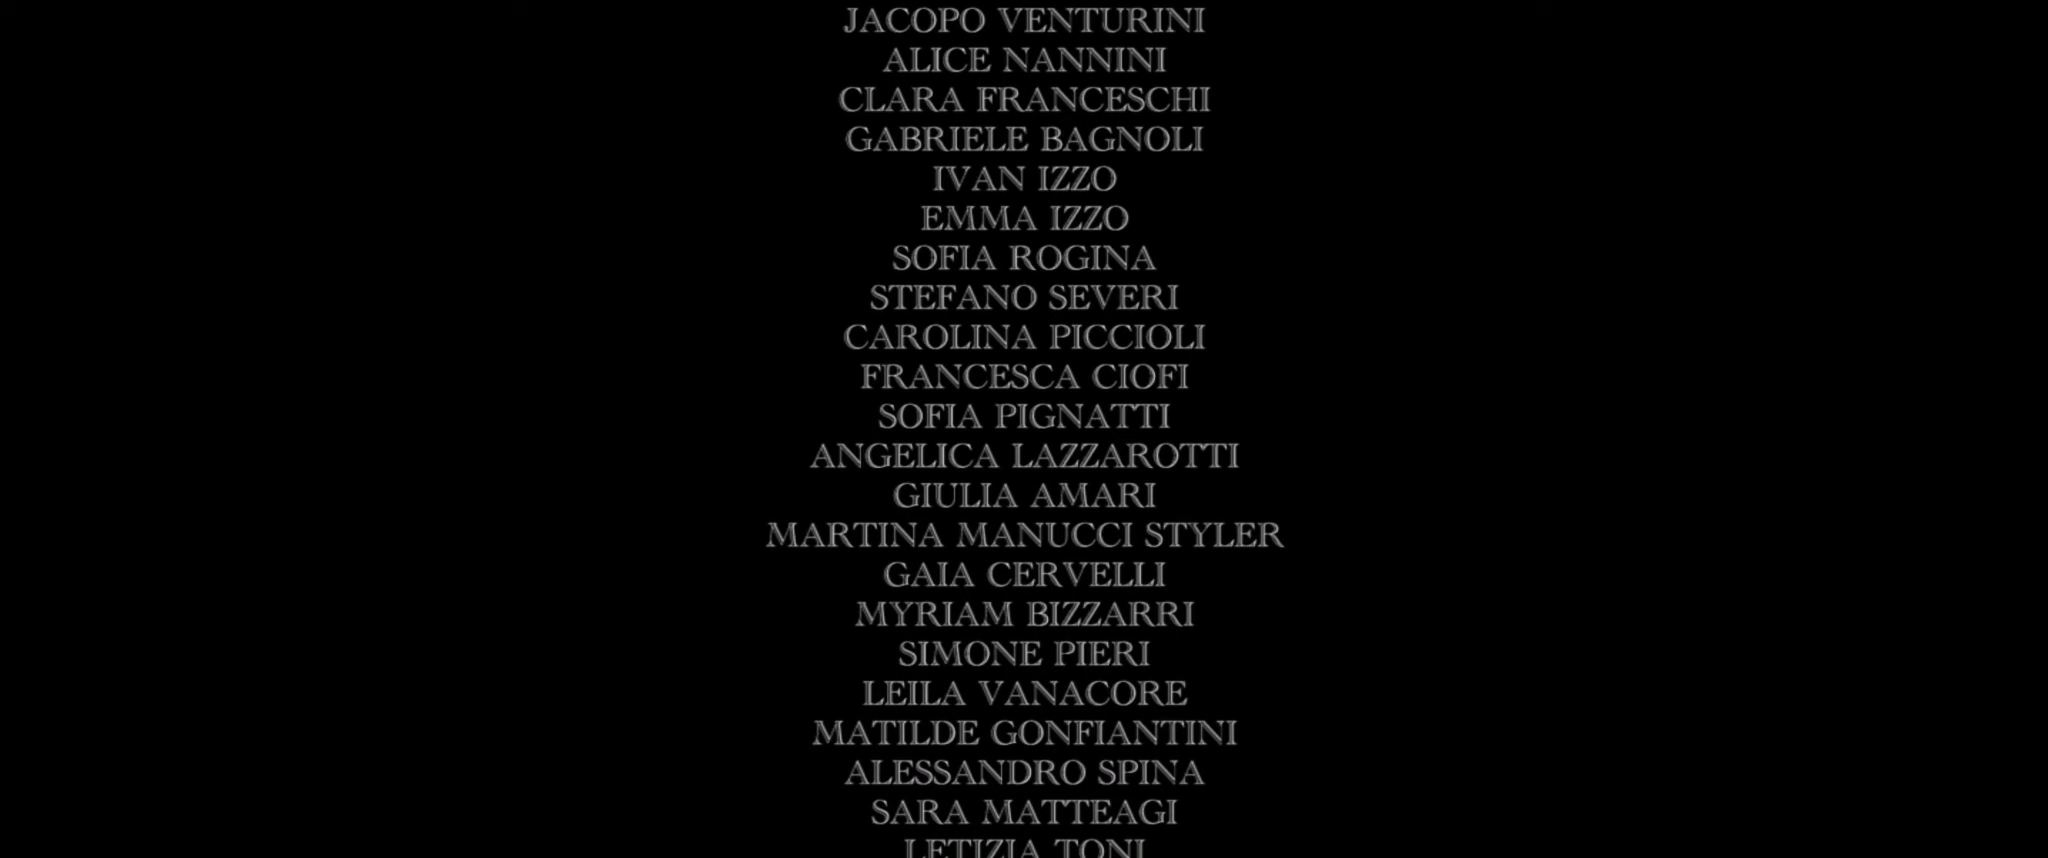 JACOPO VENTURINI
ALICE NANNINI
CLARA FRANCESCHI
GABRIELE BAGNOLI
IVAN IZZO
EMMA IZZO
SOFIA ROGINA
STEFANO SEVERI
CAROLINA PICCIOLI
FRANCESCA CIOFI
SOFIA PIGNATTI
ANGELICA LAZZAROTTI
GIULIA AMARI
MARTINA MANUCCI STYLER
GAIA CERVELLI
MYRIAM BIZZARRI
SIMONE PIERI
LEILA VANACORE
MATILDE GONFIANTINI
ALESSANDRO SPINA
SARA MATTEAGI
LETIZIA TONI